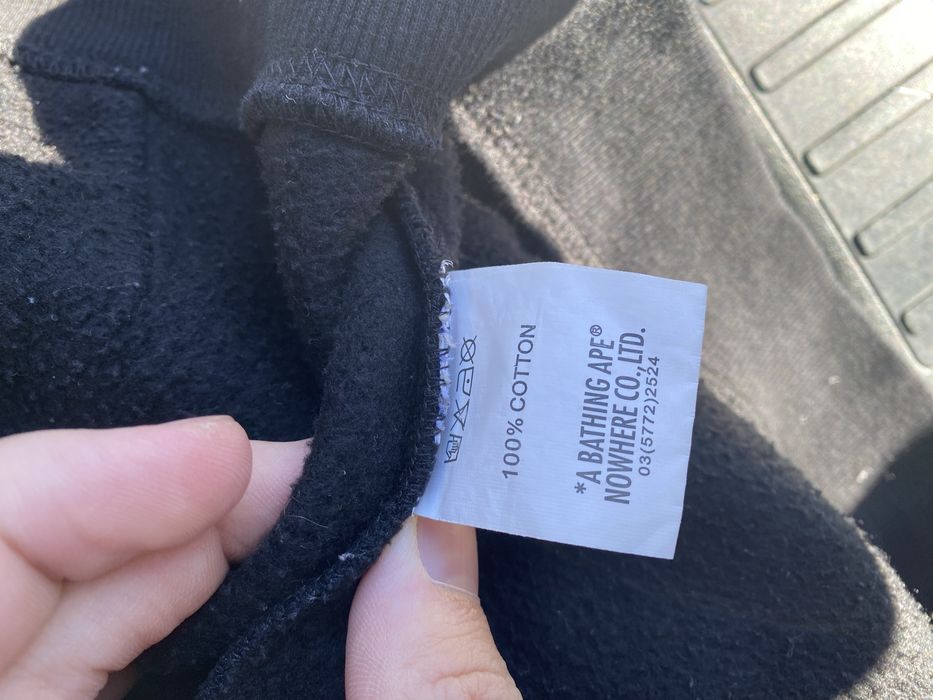 100% COTTON
*A BATHING APE®
NOWHERE CO.,LTD.
03(5772)2524